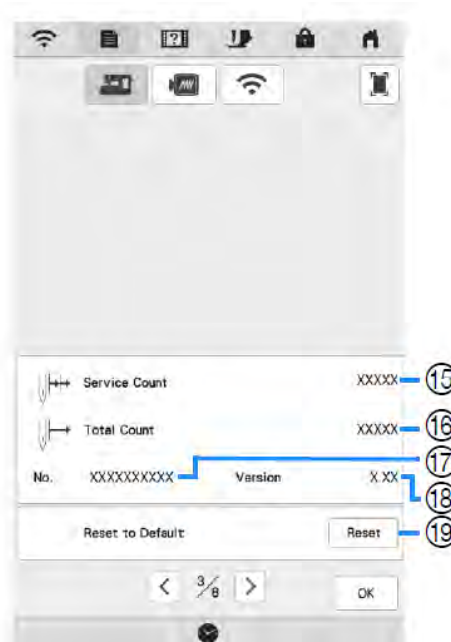 Service Count XXXXX ⑮
Total Count XXXXX ⑯
⑰
No. XXXXXXXXXX Version X.XX ⑱
Reset to Default Reset ⑲
< 3/8 > OK